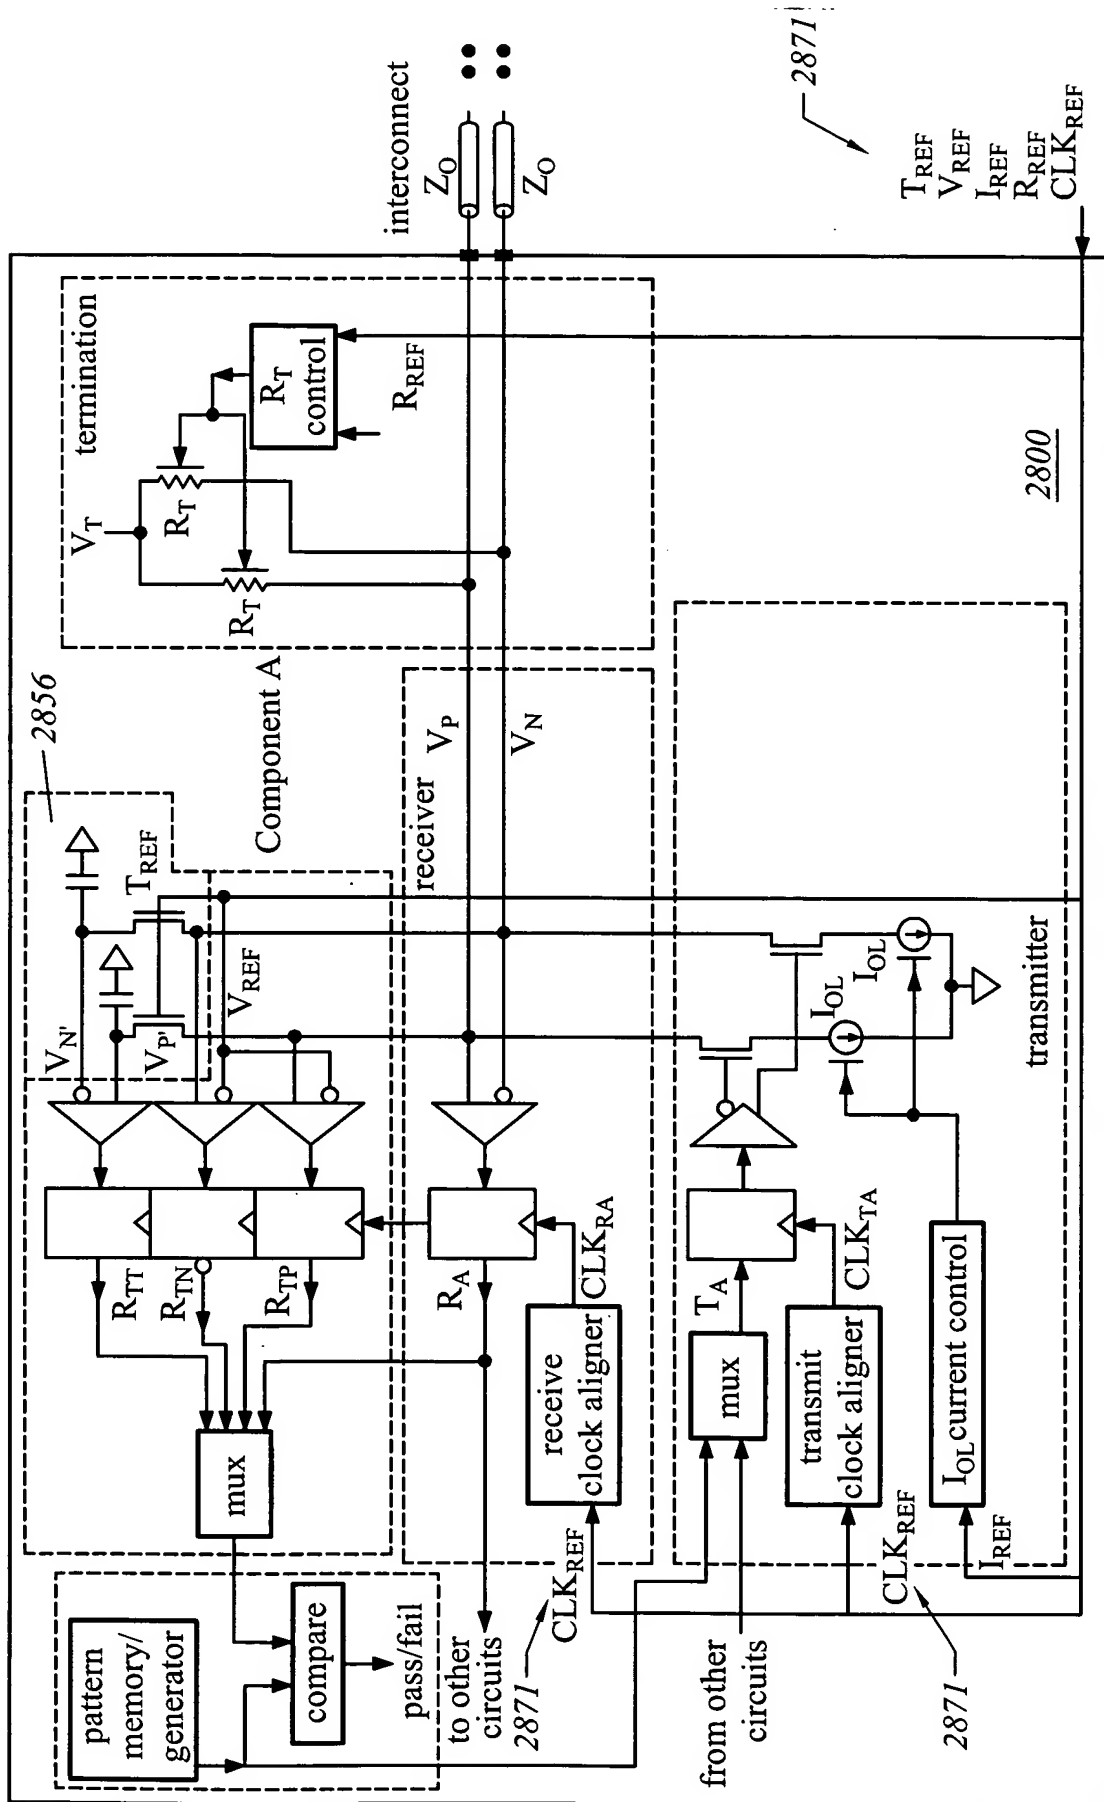 pattern
memory/
generator
compare
pass/fail
mux
R_TT
R_TN
R_TP
V_N'
V_P'
V_REF
T_REF
2856
Component A
termination
V_T
R_T
R_T
R_T
control
R_REF
interconnect
Z_O
Z_O
receiver
V_P
V_N
R_A
CLK_RA
receive
clock aligner
CLK_REF
2871
to other
circuits
from other
circuits
mux
T_A
CLK_TA
transmit
clock aligner
CLK_REF
2871
I_OL current control
I_REF
I_OL
I_OL
transmitter
2800
T_REF
V_REF
I_REF
R_REF
CLK_REF
2871